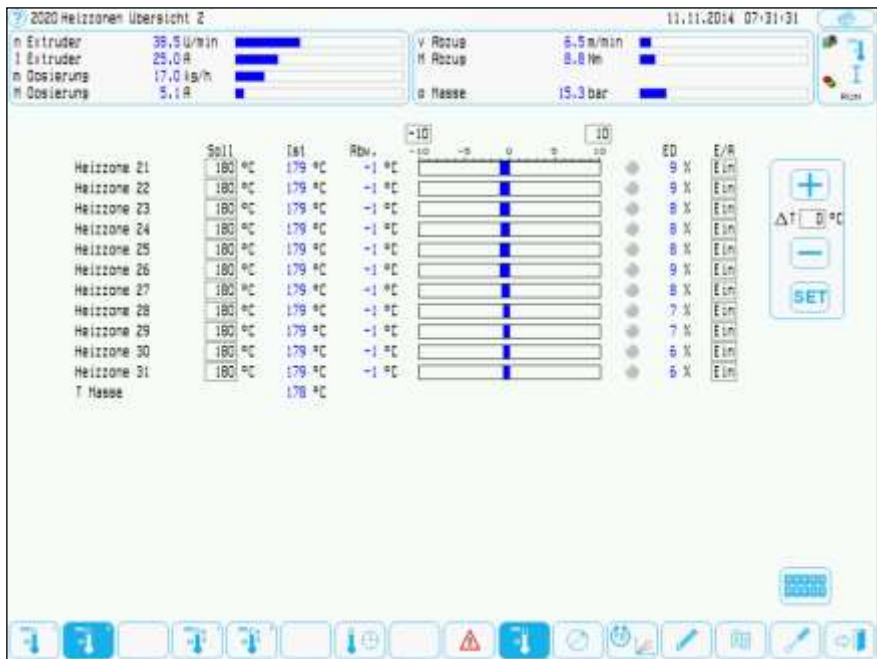 ? 2020 Heizzonen Übersicht 2 11.11.2014 07:31:31
n Extruder 38.5 U/min v Abzug 6.5 m/min
I Extruder 25.0 A M Abzug 8.8 Nm
m Dosierung 17.0 kg/h
M Dosierung 5.1 A p Masse 15.3 bar
-10 10
Soll Ist Abw. -10 -5 0 5 10 ED E/A
Heizzone 21 180 °C 179 °C -1 °C 9 % Ein
Heizzone 22 180 °C 179 °C -1 °C 9 % Ein
Heizzone 23 180 °C 179 °C -1 °C 8 % Ein
Heizzone 24 180 °C 179 °C -1 °C 8 % Ein
Heizzone 25 180 °C 179 °C -1 °C 8 % Ein
Heizzone 26 180 °C 179 °C -1 °C 9 % Ein
Heizzone 27 180 °C 179 °C -1 °C 8 % Ein
Heizzone 28 180 °C 179 °C -1 °C 7 % Ein
Heizzone 29 180 °C 179 °C -1 °C 7 % Ein
Heizzone 30 180 °C 179 °C -1 °C 6 % Ein
Heizzone 31 180 °C 179 °C -1 °C 6 % Ein
T Masse 178 °C
+
ΔT 0 °C
−
SET